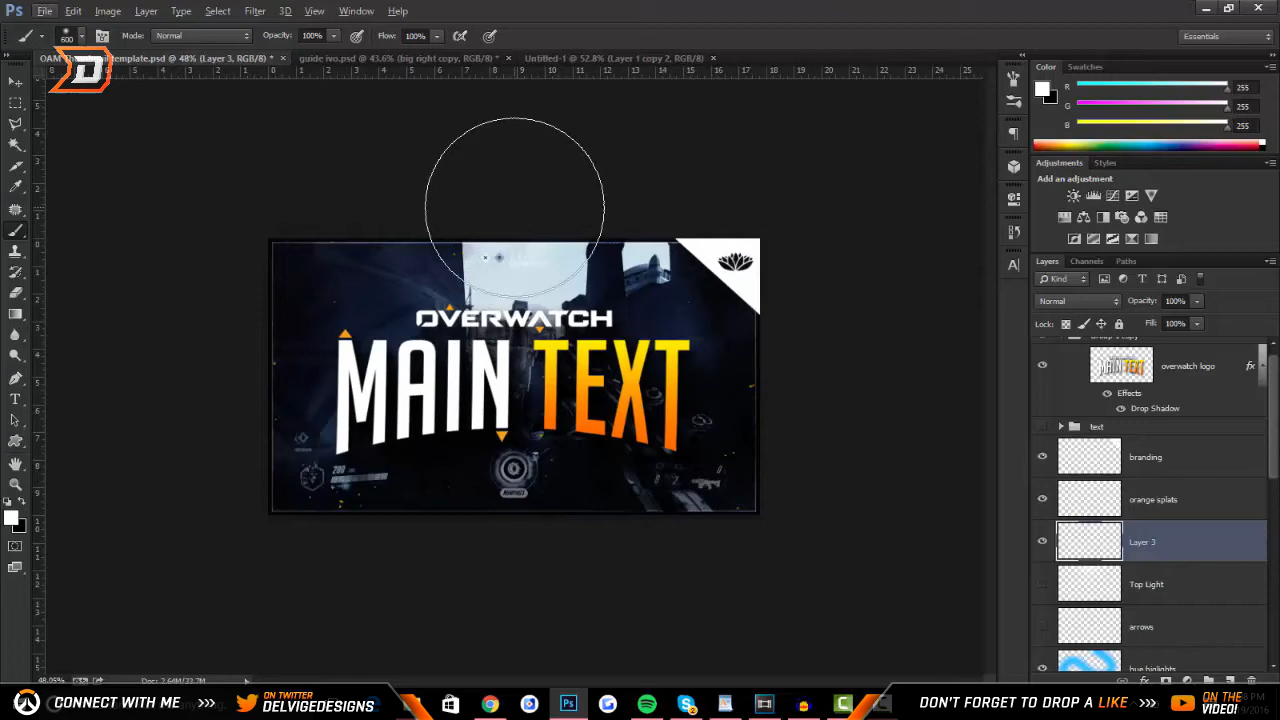 Ps File Edit Image Layer Type Select Filter 3D View Window Help
600 Mode: Normal Opacity: 100% Flow: 100% Essentials
template.psd @ 48% (Layer 3, RGB/8) * × guide ivo.psd @ 43.6% (big right copy, RGB/8) * × Untitled-1 @ 52.8% (Layer 1 copy 2, RGB/8) ×
D
Color Swatches
R 255
G 255
B 255
Adjustments Styles
Add an adjustment
Layers Channels Paths
Kind
Normal Opacity: 100%
Lock: Fill: 100%
Group 1 copy
overwatch logo fx
Effects
Drop Shadow
text
branding
orange splats
Layer 3
Top Light
arrows
OVERWATCH
MAIN TEXT
CONNECT WITH ME >>> ON TWITTER
DELVIGEDESIGNS
DON'T FORGET TO DROP A LIKE >>> ON THE
VIDEO!